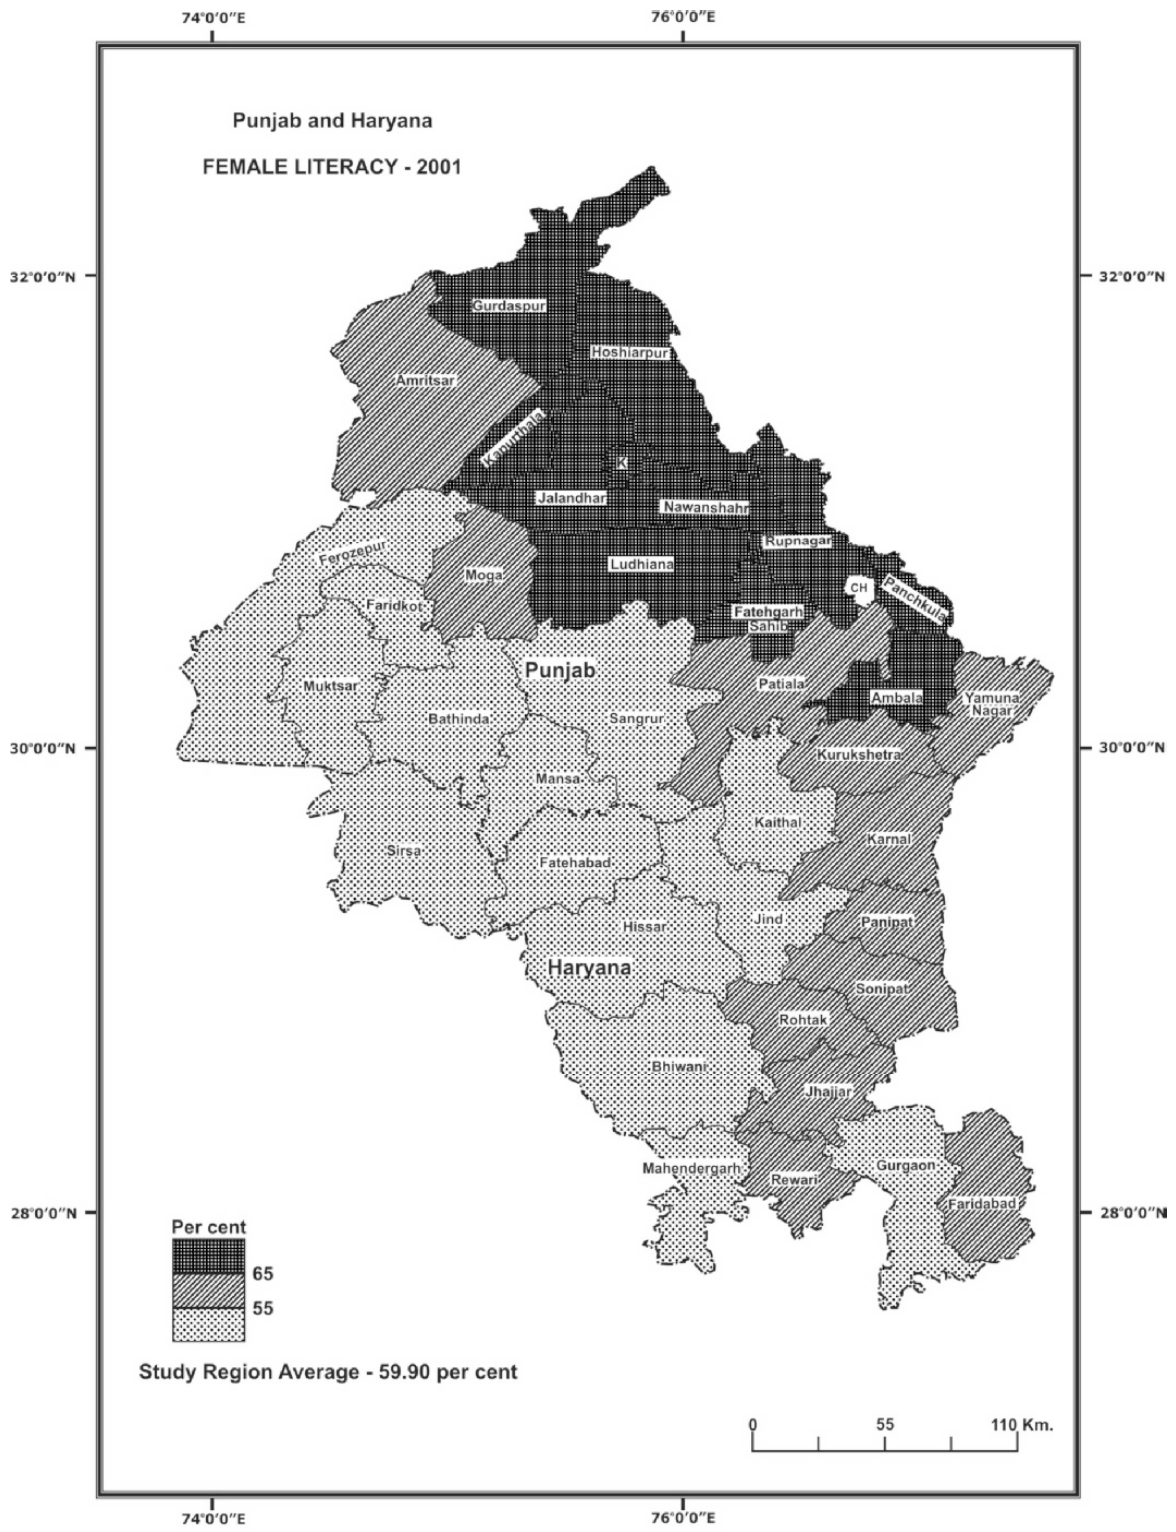 74°0'0"E
76°0'0"E
Punjab and Haryana
FEMALE LITERACY - 2001
32°0'0"N
32°0'0"N
Gurdaspur
Hoshiarpur
Amritsar
Kapurthala
K
Jalandhar
Nawanshahr
Rupnagar
Ferozepur
Ludhiana
Moga
CH
Panchkula
Faridkot
Fatehgarh
Sahib
Punjab
Muktsar
Patiala
Ambala
Yamuna
Nagar
Bathinda
Sangrur
30°0'0"N
30°0'0"N
Kurukshetra
Mansa
Kaithal
Karnal
Sirsa
Fatehabad
Jind
Panipat
Hissar
Haryana
Sonipat
Rohtak
Bhiwani
Jhajjar
Mahendergarh
Gurgaon
Rewari
Faridabad
28°0'0"N
28°0'0"N
Per cent
65
55
Study Region Average - 59.90 per cent
0 55 110 Km.
74°0'0"E
76°0'0"E